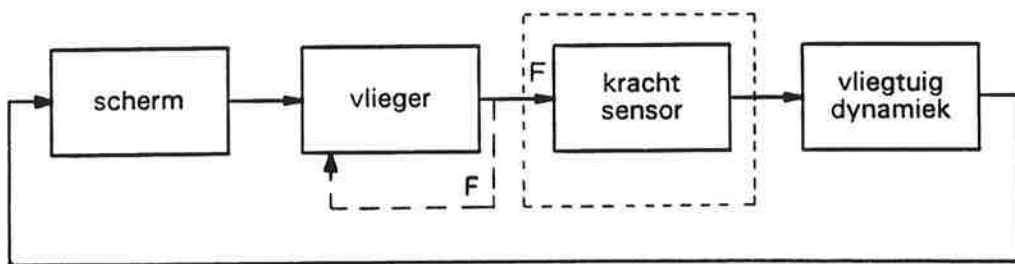 scherm
vlieger
F
F
kracht
sensor
vliegtuig
dynamiek